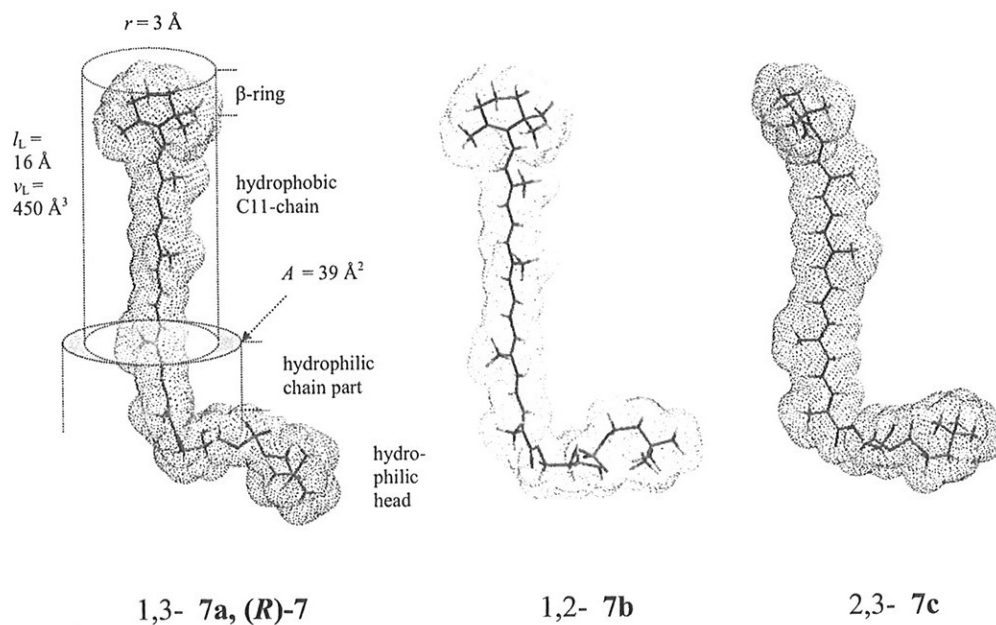 r = 3 Å
β-ring
l_L =
16 Å
v_L =
450 Å³
hydrophobic
C11-chain
A = 39 Å²
hydrophilic
chain part
hydro-
philic
head
1,3- 7a, (R)-7
1,2- 7b
2,3- 7c